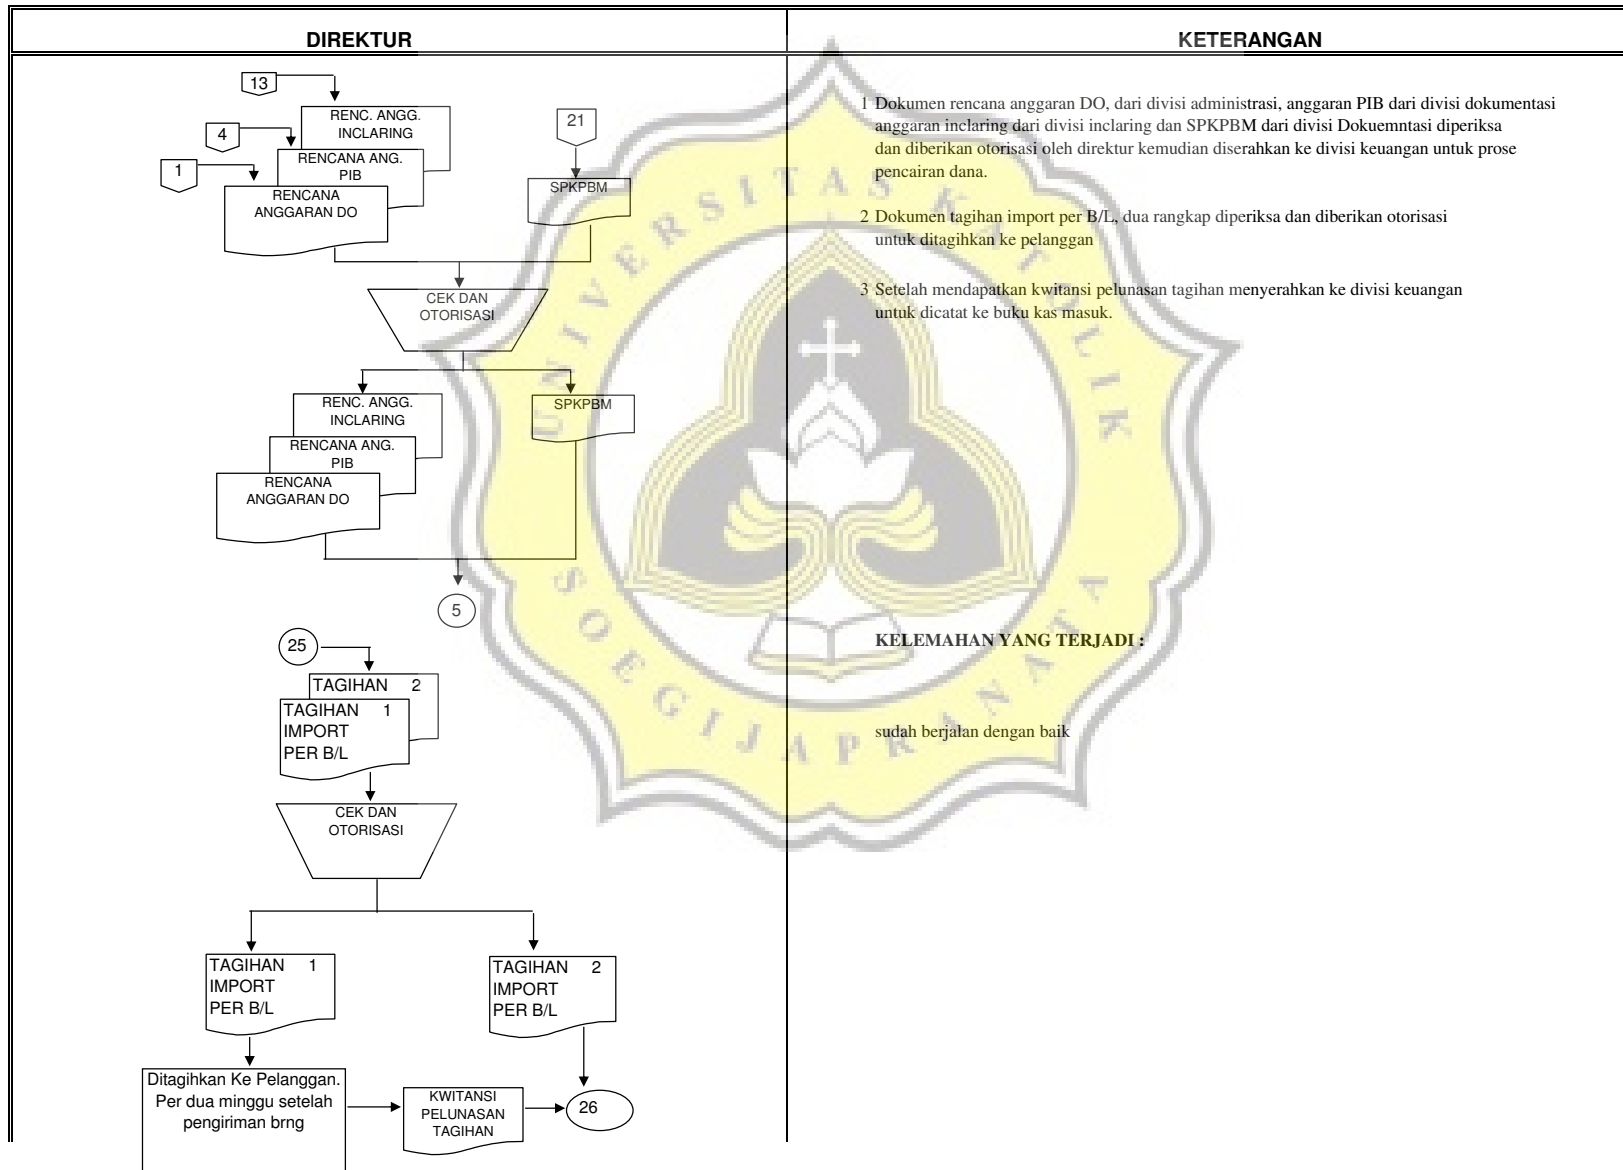 DIREKTUR
KETERANGAN
13
RENC. ANGG.
INCLARING
4
RENCANA ANG.
PIB
1
RENCANA
ANGGARAN DO
21
SPKPBM
CEK DAN
OTORISASI
RENC. ANGG.
INCLARING
RENCANA ANG.
PIB
RENCANA
ANGGARAN DO
SPKPBM
5
25
TAGIHAN 2
TAGIHAN 1
IMPORT
PER B/L
CEK DAN
OTORISASI
TAGIHAN 1
IMPORT
PER B/L
TAGIHAN 2
IMPORT
PER B/L
Ditagihkan Ke Pelanggan.
Per dua minggu setelah
pengiriman brng
KWITANSI
PELUNASAN
TAGIHAN
26
1 Dokumen rencana anggaran DO, dari divisi administrasi, anggaran PIB dari divisi dokumentasi
anggaran inclaring dari divisi inclaring dan SPKPBM dari divisi Dokuemntasi diperiksa
dan diberikan otorisasi oleh direktur kemudian diserahkan ke divisi keuangan untuk prose
pencairan dana.
2 Dokumen tagihan import per B/L, dua rangkap diperiksa dan diberikan otorisasi
untuk ditagihkan ke pelanggan
3 Setelah mendapatkan kwitansi pelunasan tagihan menyerahkan ke divisi keuangan
untuk dicatat ke buku kas masuk.
KELEMAHAN YANG TERJADI :
sudah berjalan dengan baik
UNIVERSITAS KATOLIK
SOEGIJAPRANATA